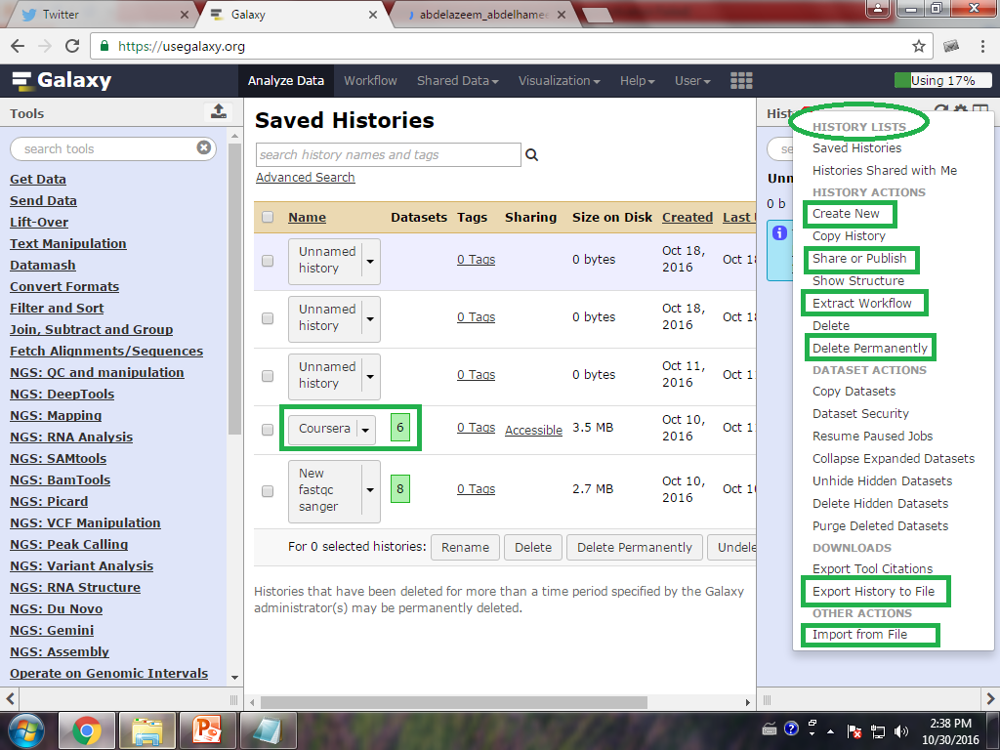 Twitter
Galaxy
abdelazeem_abdelhamee
https://usegalaxy.org
Galaxy
Analyze Data
Workflow
Shared Data
Visualization
Help
User
Using 17%
Tools
search tools
Get Data
Send Data
Lift-Over
Text Manipulation
Datamash
Convert Formats
Filter and Sort
Join, Subtract and Group
Fetch Alignments/Sequences
NGS: QC and manipulation
NGS: DeepTools
NGS: Mapping
NGS: RNA Analysis
NGS: SAMtools
NGS: BamTools
NGS: Picard
NGS: VCF Manipulation
NGS: Peak Calling
NGS: Variant Analysis
NGS: RNA Structure
NGS: Du Novo
NGS: Gemini
NGS: Assembly
Operate on Genomic Intervals
Saved Histories
search history names and tags
Advanced Search
Name Datasets Tags Sharing Size on Disk Created Last U
Unnamed history 0 Tags 0 bytes Oct 18, 2016 Oct 18
Unnamed history 0 Tags 0 bytes Oct 18, 2016 Oct 18
Unnamed history 0 Tags 0 bytes Oct 11, 2016 Oct 11
Coursera 6 0 Tags Accessible 3.5 MB Oct 10, 2016 Oct 11
New fastqc sanger 8 0 Tags 2.7 MB Oct 10, 2016 Oct 10
For 0 selected histories: Rename Delete Delete Permanently Undele
Histories that have been deleted for more than a time period specified by the Galaxy
administrator(s) may be permanently deleted.
Hist
se
Unn
0 b
HISTORY LISTS
Saved Histories
Histories Shared with Me
HISTORY ACTIONS
Create New
Copy History
Share or Publish
Show Structure
Extract Workflow
Delete
Delete Permanently
DATASET ACTIONS
Copy Datasets
Dataset Security
Resume Paused Jobs
Collapse Expanded Datasets
Unhide Hidden Datasets
Delete Hidden Datasets
Purge Deleted Datasets
DOWNLOADS
Export Tool Citations
Export History to File
OTHER ACTIONS
Import from File
2:38 PM
10/30/2016